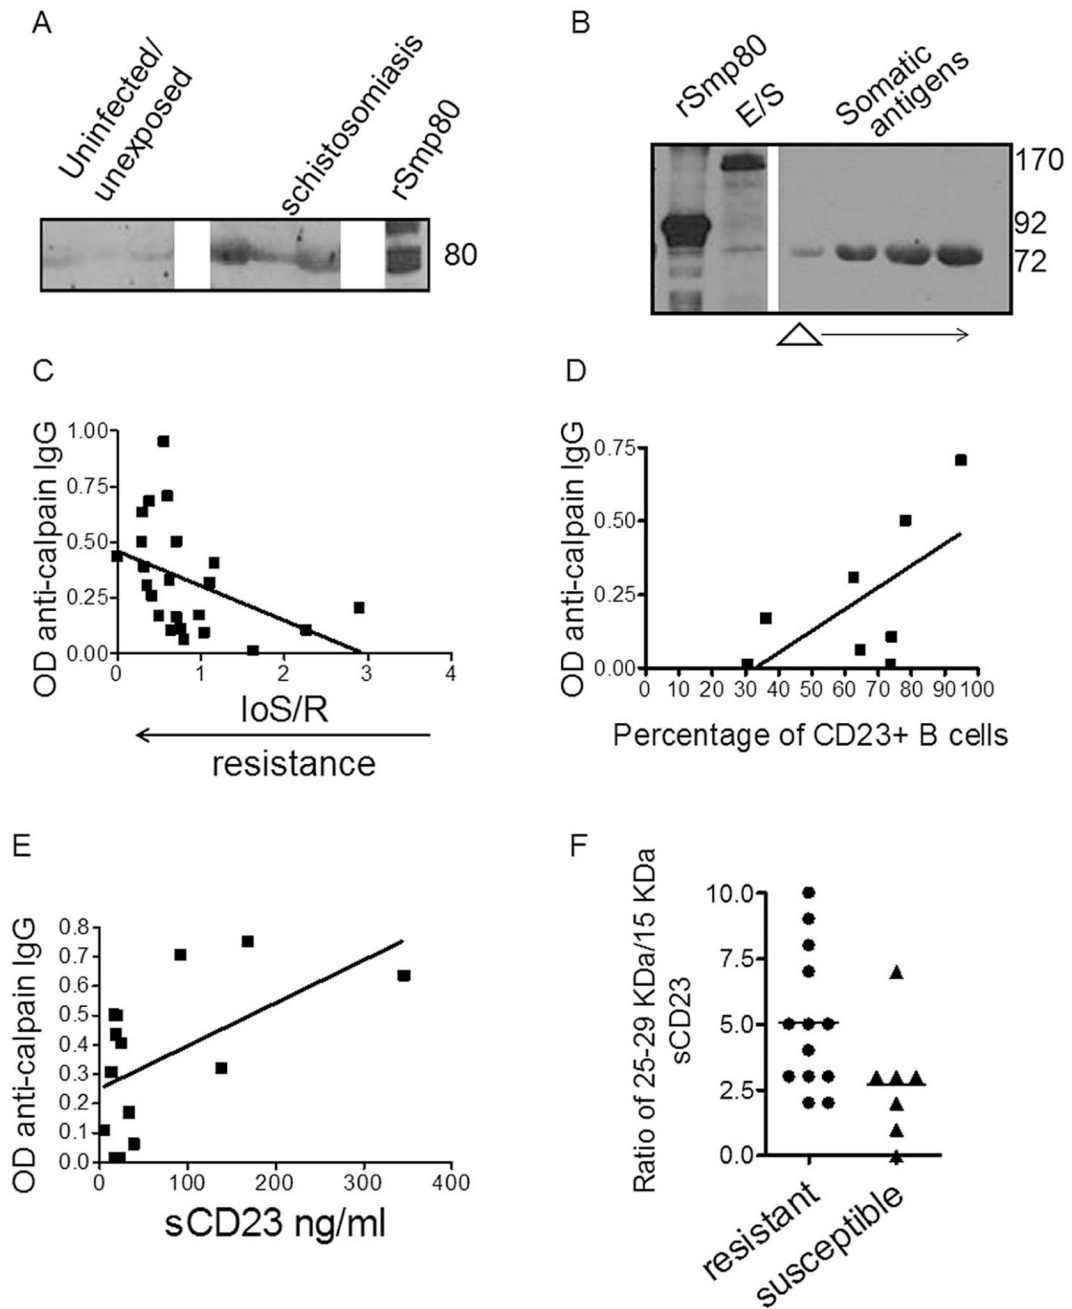 A
Uninfected/
unexposed
schistosomiasis
rSmp80
80
B
rSmp80
E/S
Somatic
antigens
170
92
72
C
OD anti-calpain IgG
1.00
0.75
0.50
0.25
0.00
0 1 2 3 4
IoS/R
resistance
D
OD anti-calpain IgG
0.75
0.50
0.25
0.00
0 10 20 30 40 50 60 70 80 90 100
Percentage of CD23+ B cells
E
OD anti-calpain IgG
0.8
0.7
0.6
0.5
0.4
0.3
0.2
0.1
0.0
0 100 200 300 400
sCD23 ng/ml
F
Ratio of 25-29 KDa/15 KDa
sCD23
10.0
7.5
5.0
2.5
0.0
resistant
susceptible